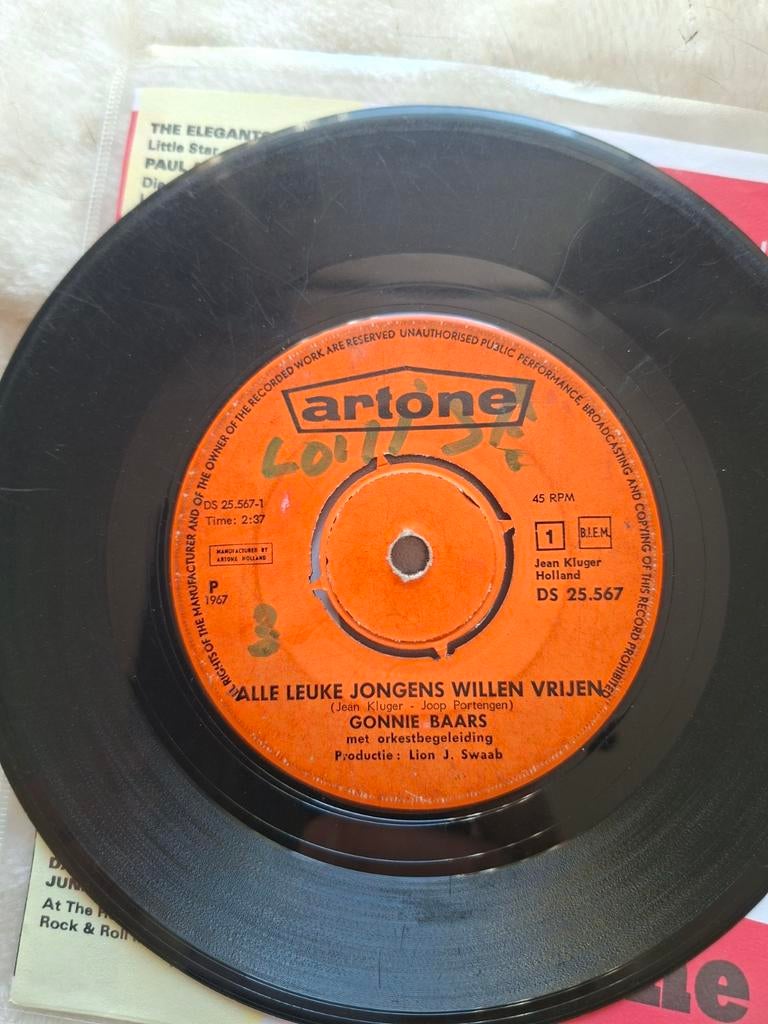 THE ELEGANTS
Little Star
PAUL
ALL RIGHTS OF THE MANUFACTURER AND OF THE OWNER OF THE RECORDED WORK ARE RESERVED UNAUTHORISED PUBLIC PERFORMANCE, BROADCASTING AND COPYING OF THIS RECORD PROHIBITED
artone
DS 25.567-1
Time: 2:37
MANUFACTURED BY
ARTONE HOLLAND
P
1967
3
45 RPM
1 B.I.E.M.
Jean Kluger
Holland
DS 25.567
ALLE LEUKE JONGENS WILLEN VRIJEN
(Jean Kluger - Joop Portengen)
GONNIE BAARS
met orkestbegeleiding
Productie: Lion J. Swaab
At The
Rock & Roll